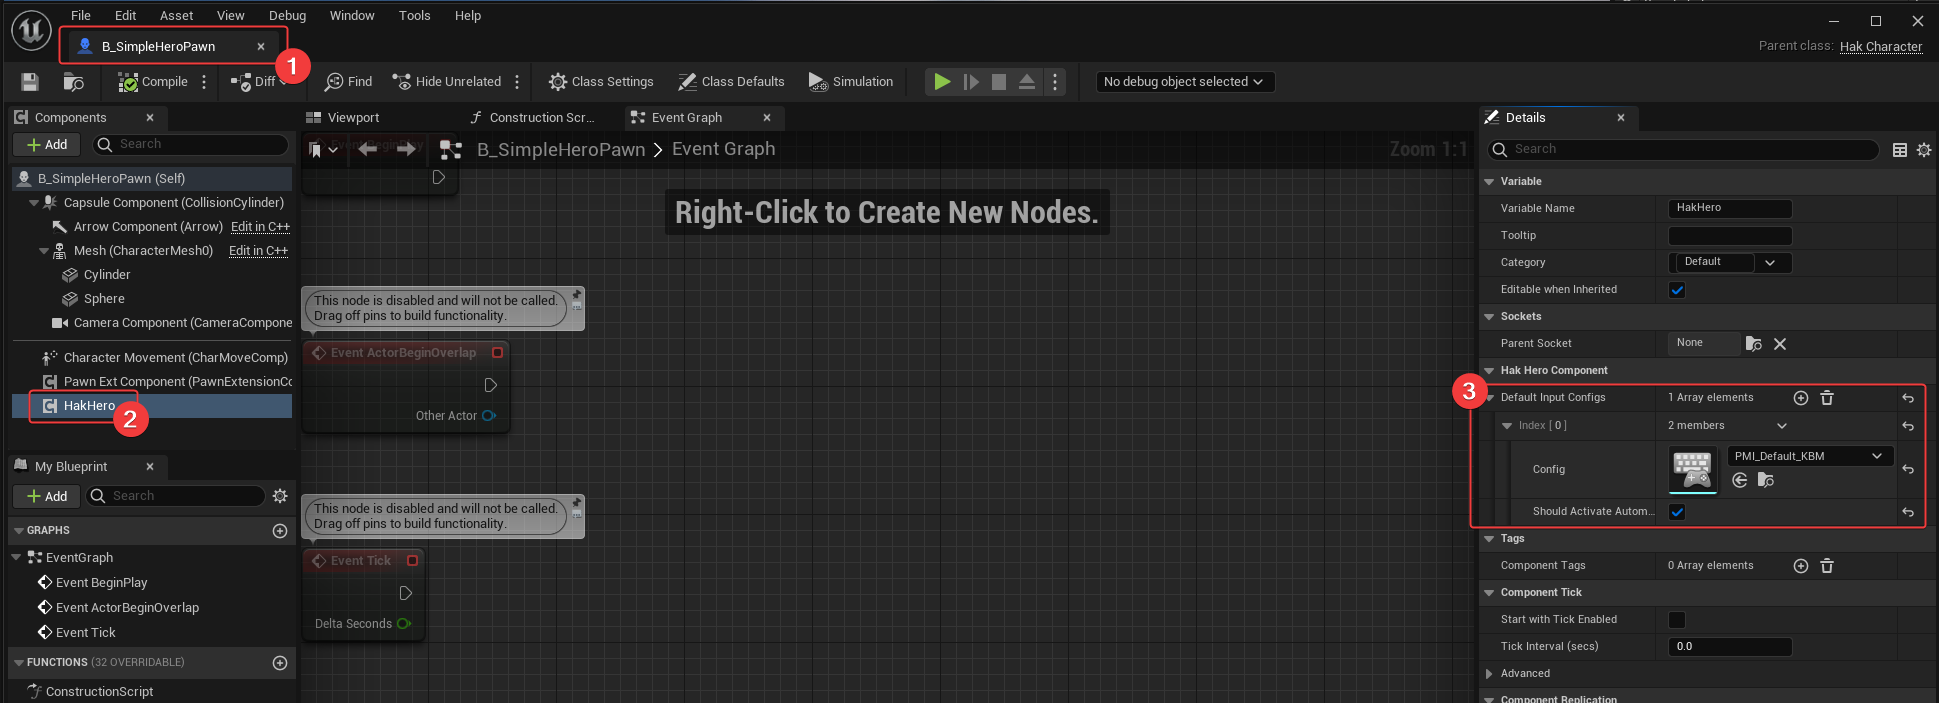 File Edit Asset View Debug Window Tools Help
B_SimpleHeroPawn
1
Parent class: Hak Character
Compile Diff Find Hide Unrelated Class Settings Class Defaults Simulation No debug object selected
Components
Add Search
B_SimpleHeroPawn (Self)
Capsule Component (CollisionCylinder)
Arrow Component (Arrow) Edit in C++
Mesh (CharacterMesh0) Edit in C++
Cylinder
Sphere
Camera Component (CameraCompone
Character Movement (CharMoveComp)
Pawn Ext Component (PawnExtensionCo
HakHero
2
My Blueprint
Add Search
GRAPHS
EventGraph
Event BeginPlay
Event ActorBeginOverlap
Event Tick
FUNCTIONS (32 OVERRIDABLE)
ConstructionScript
Viewport Construction Scr... Event Graph
Event BeginPlay
B_SimpleHeroPawn > Event Graph
Zoom 1:1
Right-Click to Create New Nodes.
This node is disabled and will not be called.
Drag off pins to build functionality.
Event ActorBeginOverlap
Other Actor
This node is disabled and will not be called.
Drag off pins to build functionality.
Event Tick
Delta Seconds
Details
Search
Variable
Variable Name HakHero
Tooltip
Category Default
Editable when Inherited
Sockets
Parent Socket None
Hak Hero Component
3
Default Input Configs 1 Array elements
Index [ 0 ] 2 members
Config PMI_Default_KBM
Should Activate Autom...
Tags
Component Tags 0 Array elements
Component Tick
Start with Tick Enabled
Tick Interval (secs) 0.0
Advanced
Component Replication